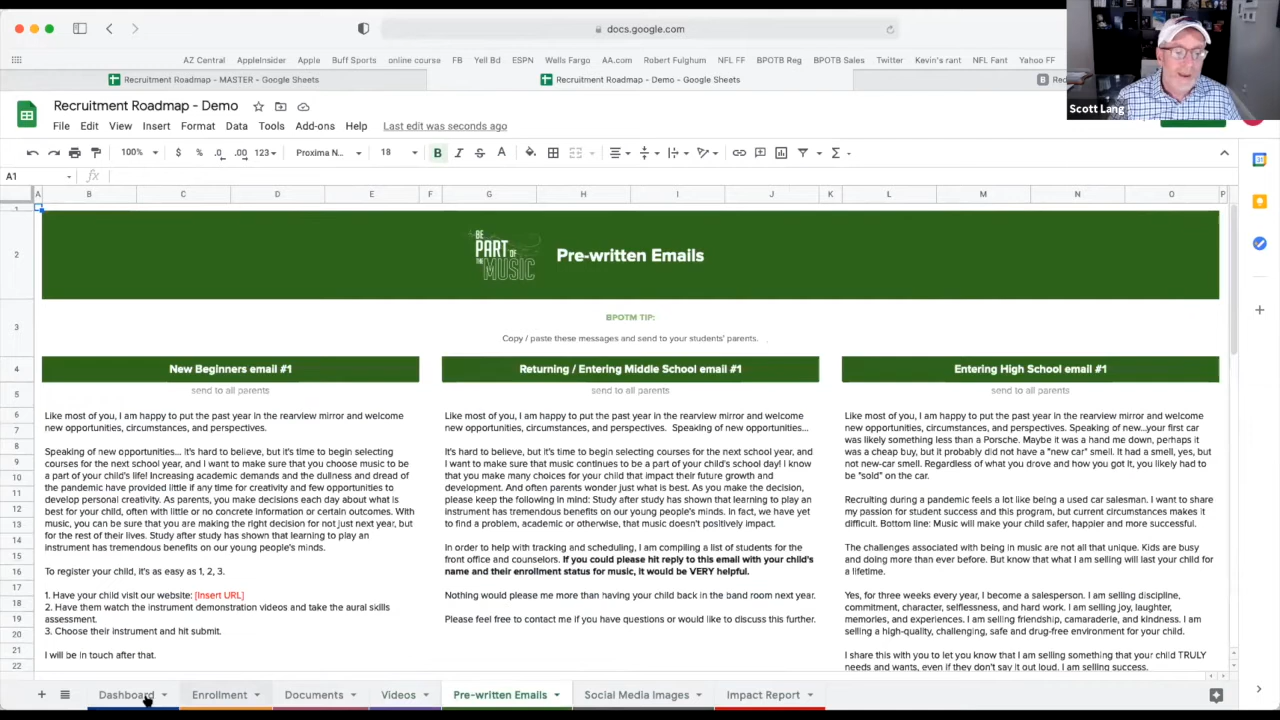 docs.google.com
AZ Central AppleInsider Apple Buff Sports online course FB Yell Bd ESPN Wells Fargo AA.com Robert Fulghum NFL FF BPOTB Reg BPOTB Sales Twitter Kevin's rant NFL Fant Yahoo FF
Recruitment Roadmap - MASTER - Google Sheets
Recruitment Roadmap - Demo - Google Sheets
Scott Lang
Recruitment Roadmap - Demo
File Edit View Insert Format Data Tools Add-ons Help Last edit was seconds ago
100% $ % .0 .00 123 Proxima N... 18 B I S A
A1 fx
A B C D E F G H I J K L M N O P
1
2
3
4
5
6
7
8
9
10
11
12
13
14
15
16
17
18
19
20
21
22
BE PART OF THE MUSIC
Pre-written Emails
BPOTM TIP:
Copy / paste these messages and send to your students' parents.
New Beginners email #1
send to all parents
Like most of you, I am happy to put the past year in the rearview mirror and welcome
new opportunities, circumstances, and perspectives.
Speaking of new opportunities... it's hard to believe, but it's time to begin selecting
courses for the next school year, and I want to make sure that you choose music to be
a part of your child's life! Increasing academic demands and the dullness and dread of
the pandemic have provided little if any time for creativity and few opportunities to
develop personal creativity. As parents, you make decisions each day about what is
best for your child, often with little or no concrete information or certain outcomes. With
music, you can be sure that you are making the right decision for not just next year, but
for the rest of their lives. Study after study has shown that learning to play an
instrument has tremendous benefits on our young people's minds.
To register your child, it's as easy as 1, 2, 3.
1. Have your child visit our website: [Insert URL]
2. Have them watch the instrument demonstration videos and take the aural skills
assessment.
3. Choose their instrument and hit submit.
I will be in touch after that.
Returning / Entering Middle School email #1
send to all parents
Like most of you, I am happy to put the past year in the rearview mirror and welcome
new opportunities, circumstances, and perspectives. Speaking of new opportunities...
It's hard to believe, but it's time to begin selecting courses for the next school year, and
I want to make sure that music continues to be a part of your child's school day! I know
that you make many choices for your child that impact their future growth and
development. And often parents wonder just what is best. As you make the decision,
please keep the following in mind: Study after study has shown that learning to play an
instrument has tremendous benefits on our young people's minds. In fact, we have yet
to find a problem, academic or otherwise, that music doesn't positively impact.
In order to help with tracking and scheduling, I am compiling a list of students for the
front office and counselors. If you could please hit reply to this email with your child's
name and their enrollment status for music, it would be VERY helpful.
Nothing would please me more than having your child back in the band room next year.
Please feel free to contact me if you have questions or would like to discuss this further.
Entering High School email #1
send to all parents
Like most of you, I am happy to put the past year in the rearview mirror and welcome
new opportunities, circumstances, and perspectives. Speaking of new...your first car
was likely something less than a Porsche. Maybe it was a hand me down, perhaps it
was a cheap buy, but it probably did not have a "new car" smell. It had a smell, yes, but
not new-car smell. Regardless of what you drove and how you got it, you likely had to
be "sold" on the car.
Recruiting during a pandemic feels a lot like being a used car salesman. I want to share
my passion for student success and this program, but current circumstances makes it
difficult. Bottom line: Music will make your child safer, happier and more successful.
The challenges associated with being in music are not all that unique. Kids are busy
and doing more than ever before. But know that what I am selling will last your child for
a lifetime.
Yes, for three weeks every year, I become a salesperson. I am selling discipline,
commitment, character, selflessness, and hard work. I am selling joy, laughter,
memories, and experiences. I am selling friendship, camaraderie, and kindness. I am
selling a high-quality, challenging, safe and drug-free environment for your child.
I share this with you to let you know that I am selling something that your child TRULY
needs and wants, even if they don't say it out loud. I am selling success.
Dashboard Enrollment Documents Videos Pre-written Emails Social Media Images Impact Report